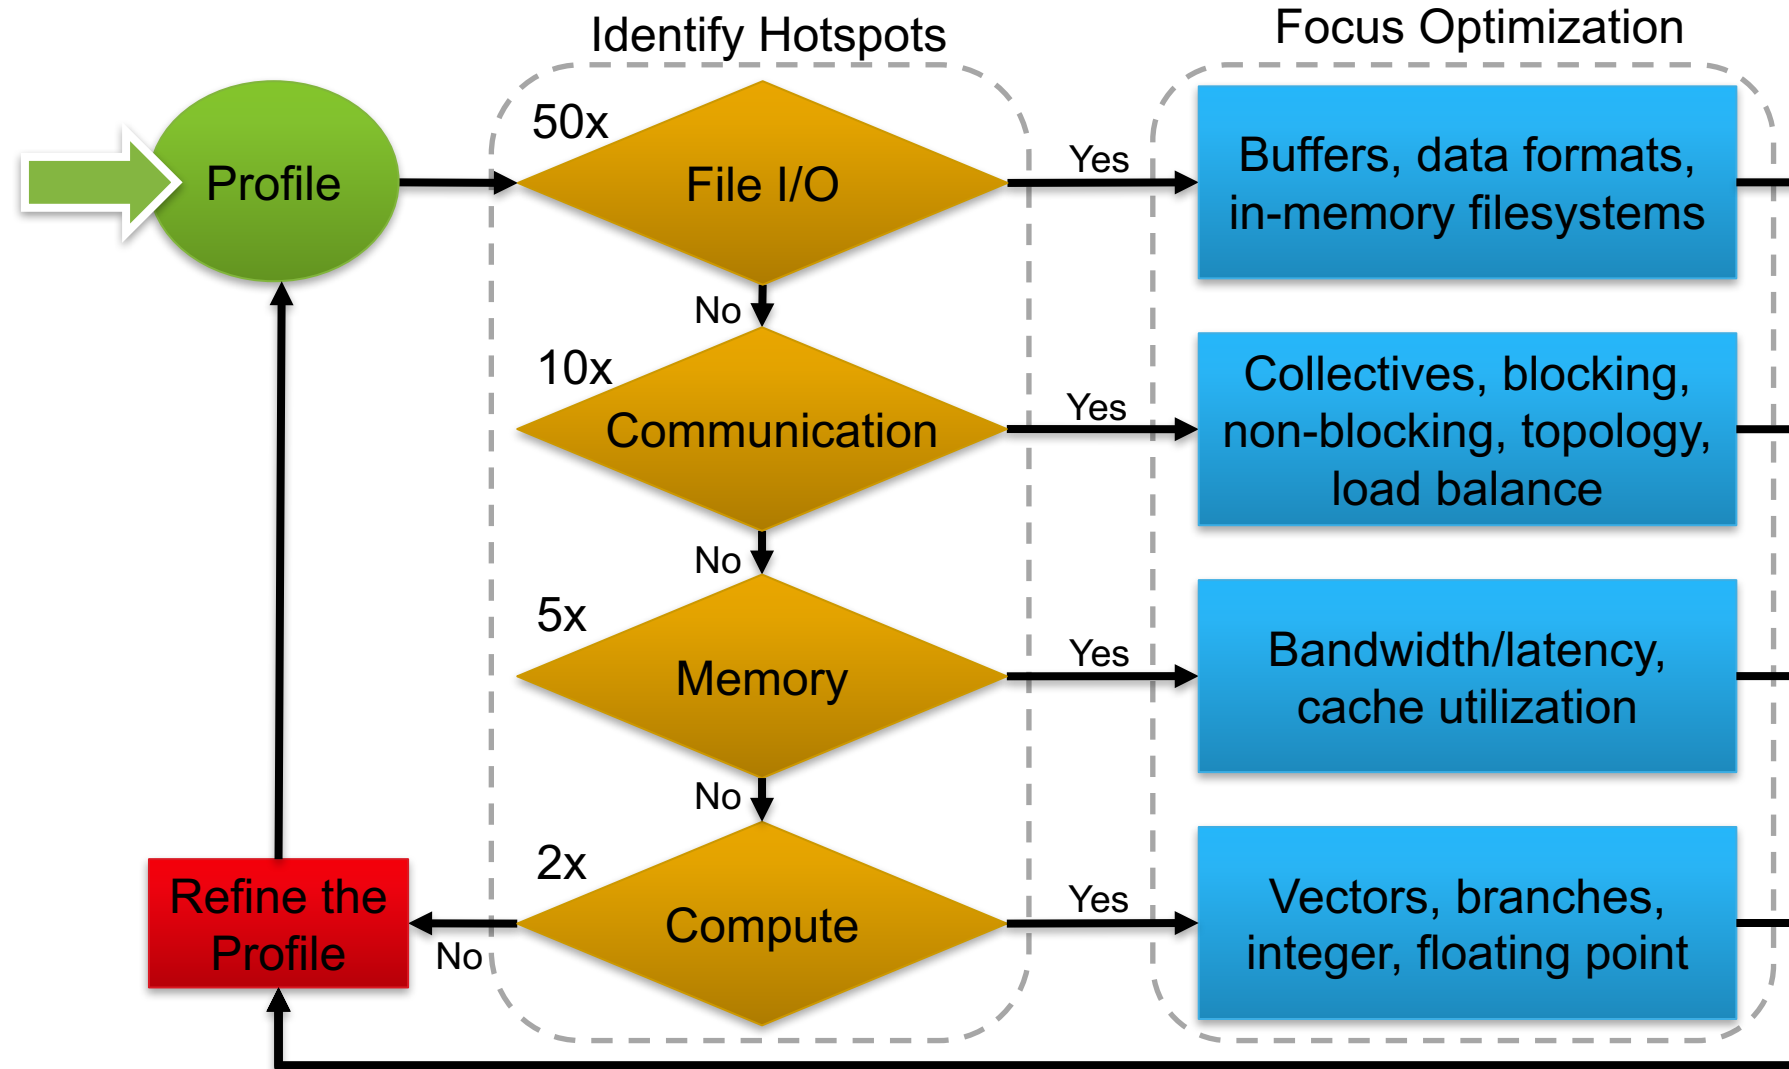 Identify Hotspots
Focus Optimization
Profile
50x
File I/O
Yes
Buffers, data formats,
in-memory filesystems
No
10x
Communication
Yes
Collectives, blocking,
non-blocking, topology,
load balance
No
5x
Memory
Yes
Bandwidth/latency,
cache utilization
No
2x
Compute
Yes
Vectors, branches,
integer, floating point
No
Refine the
Profile